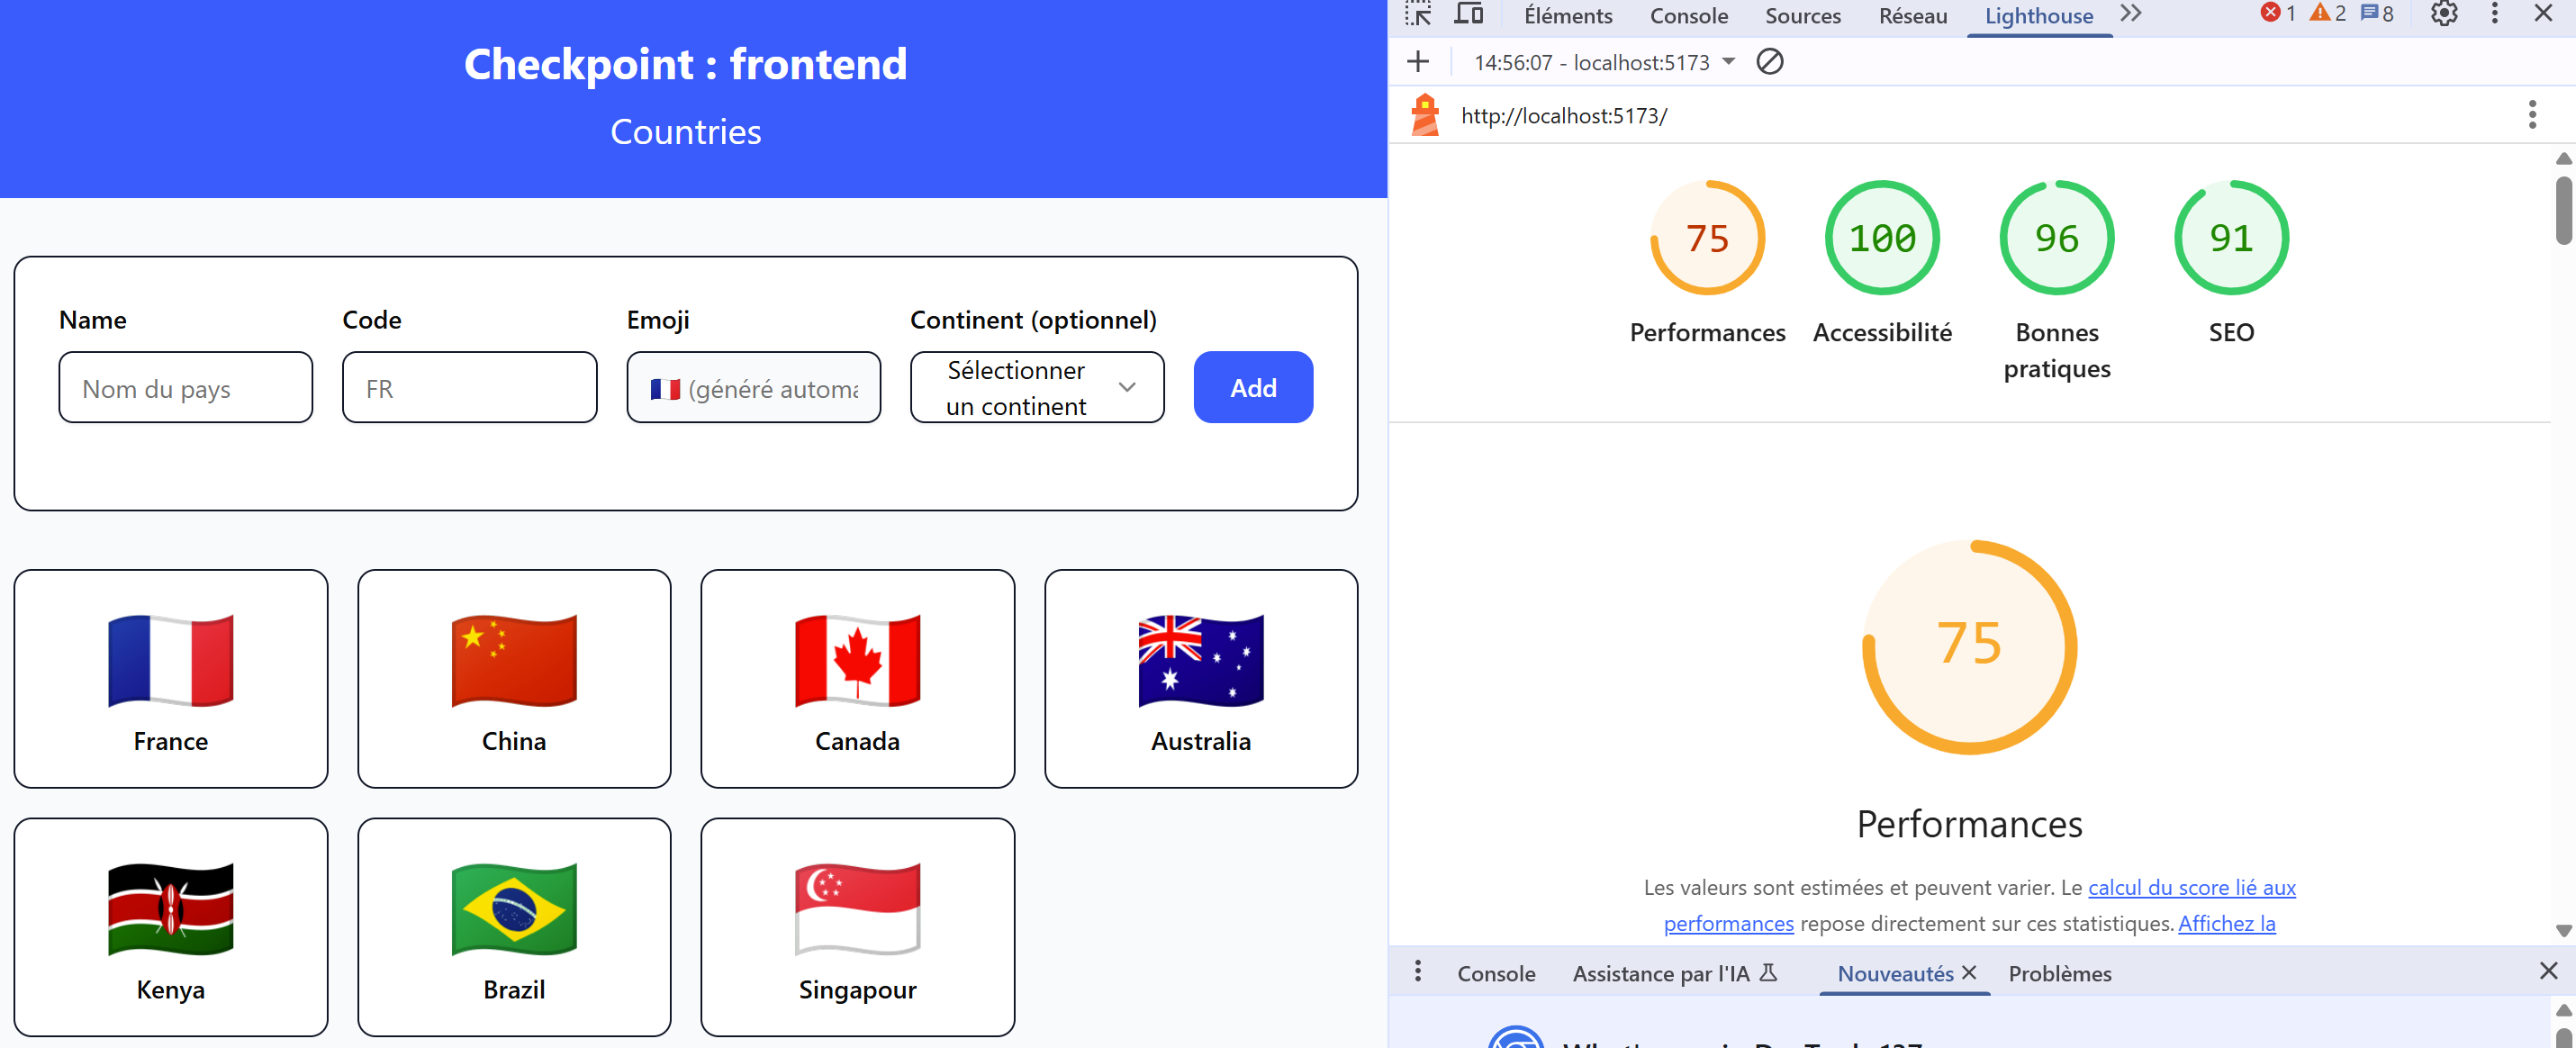 Checkpoint : frontend
Countries
Name
Code
Emoji
Continent (optionnel)
Nom du pays
FR
🇫🇷 (généré automa
Sélectionner
un continent
Add
France
China
Canada
Australia
Kenya
Brazil
Singapour
Éléments
Console
Sources
Réseau
Lighthouse
1
2
8
14:56:07 - localhost:5173
http://localhost:5173/
75
100
96
91
Performances
Accessibilité
Bonnes
pratiques
SEO
75
Performances
Les valeurs sont estimées et peuvent varier. Le calcul du score lié aux
performances repose directement sur ces statistiques. Affichez la
Console
Assistance par l'IA
Nouveautés
Problèmes